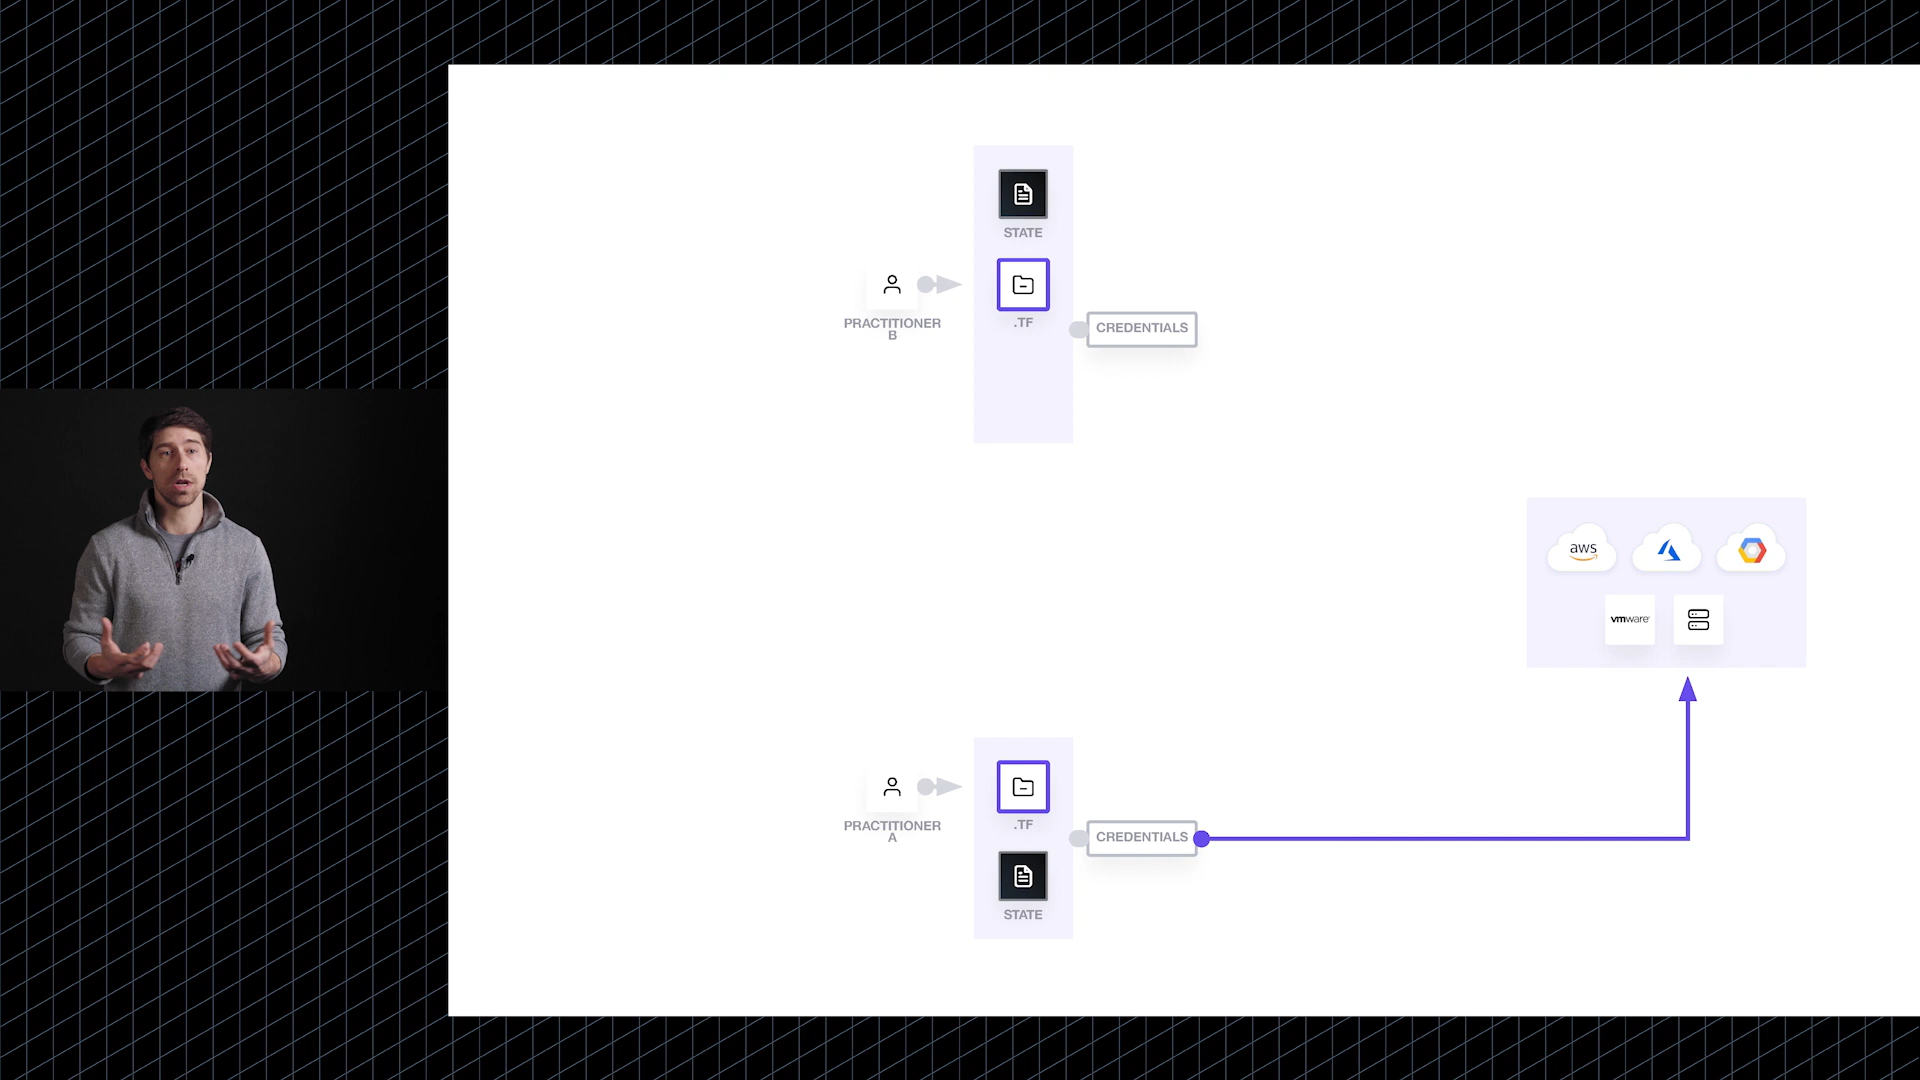 STATE
PRACTITIONER
B
.TF
CREDENTIALS
aws
vmware
PRACTITIONER
A
.TF
CREDENTIALS
STATE